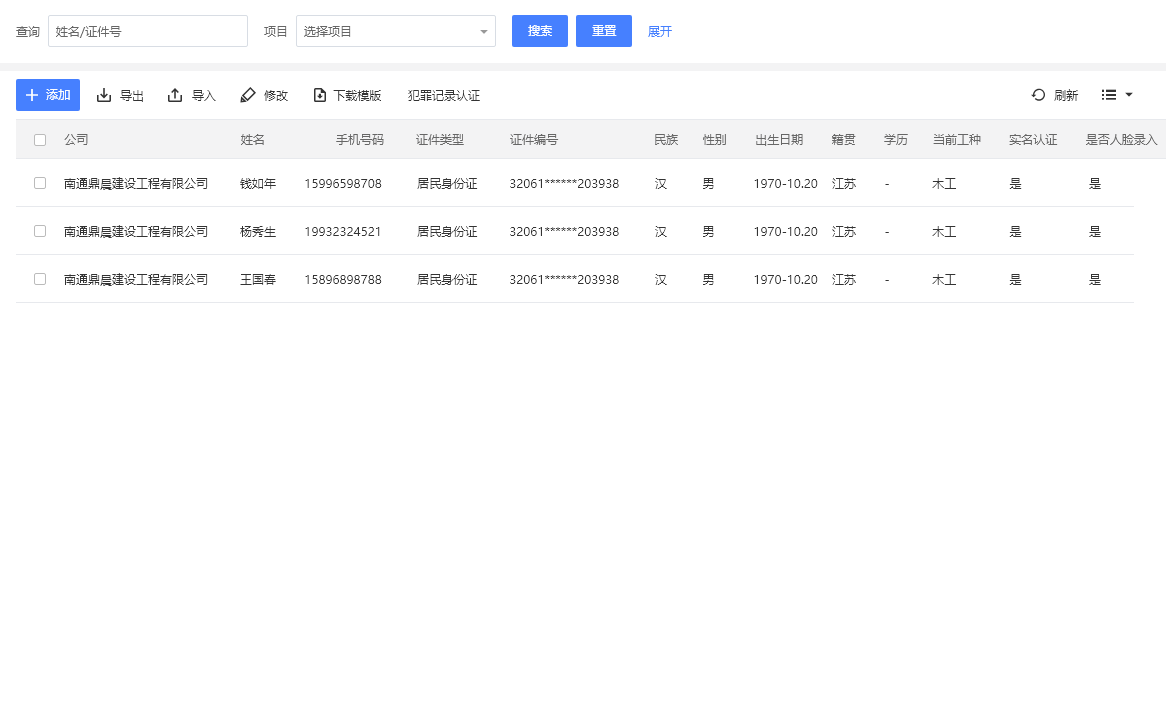 查询 姓名/证件号 项目 选择项目 搜索 重置 展开
添加 导出 导入 修改 下载模版 犯罪记录认证 刷新
公司 姓名 手机号码 证件类型 证件编号 民族 性别 出生日期 籍贯 学历 当前工种 实名认证 是否人脸录入
南通鼎晨建设工程有限公司 钱如年 15996598708 居民身份证 32061******203938 汉 男 1970-10.20 江苏 - 木工 是 是
南通鼎晨建设工程有限公司 杨秀生 19932324521 居民身份证 32061******203938 汉 男 1970-10.20 江苏 - 木工 是 是
南通鼎晨建设工程有限公司 王国春 15896898788 居民身份证 32061******203938 汉 男 1970-10.20 江苏 - 木工 是 是